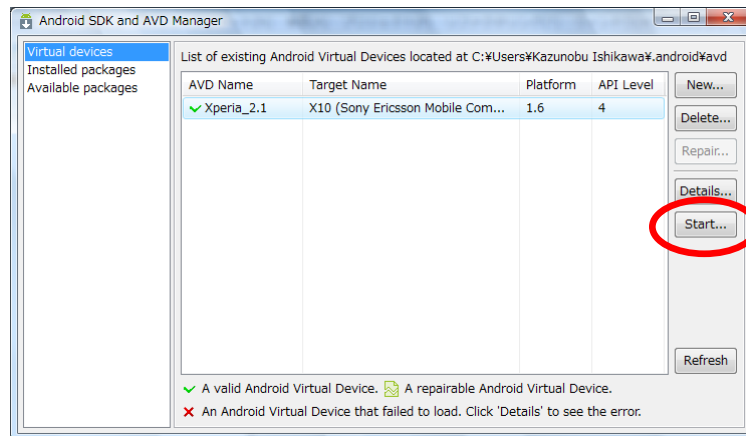 Android SDK and AVD Manager
Virtual devices
Installed packages
Available packages
List of existing Android Virtual Devices located at C:¥Users¥Kazunobu Ishikawa¥.android¥avd
AVD Name Target Name Platform API Level
Xperia_2.1 X10 (Sony Ericsson Mobile Com... 1.6 4
New...
Delete...
Repair...
Details...
Start...
Refresh
A valid Android Virtual Device. A repairable Android Virtual Device.
An Android Virtual Device that failed to load. Click 'Details' to see the error.